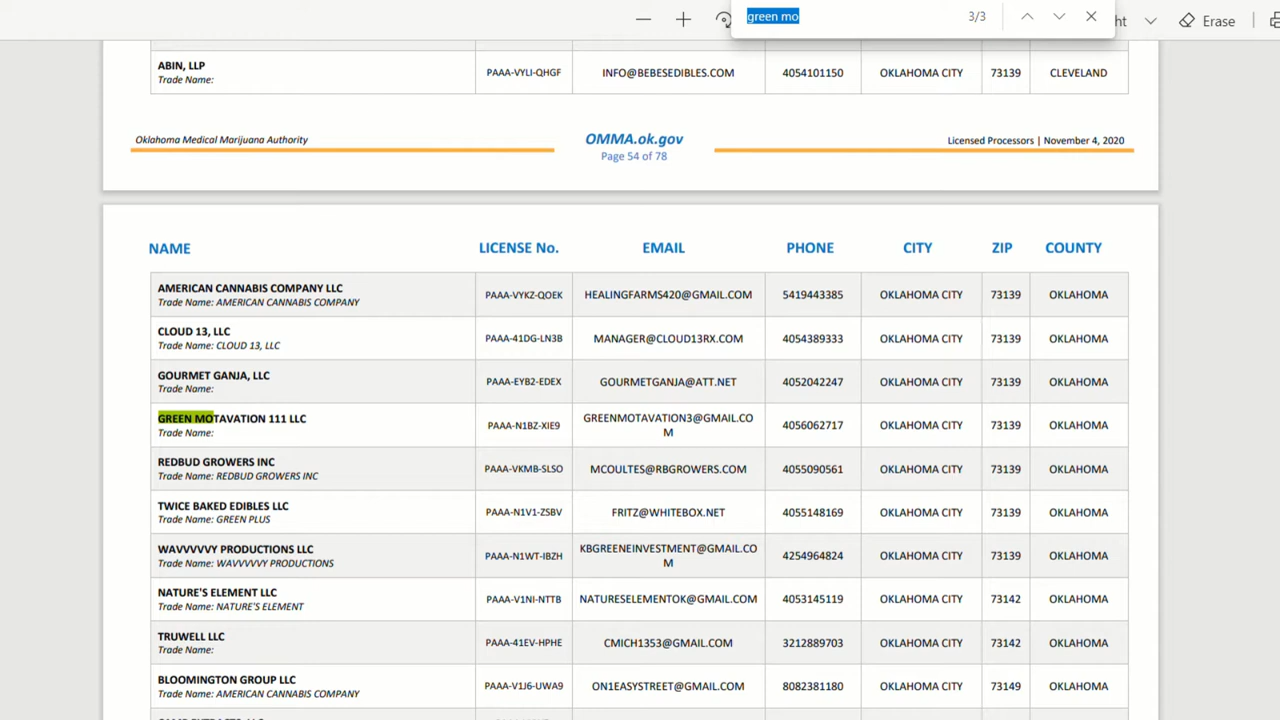 green mo 3/3 ht Erase
ABIN, LLP
Trade Name:
PAAA-VYLI-QHGF INFO@BEBESEDIBLES.COM 4054101150 OKLAHOMA CITY 73139 CLEVELAND
Oklahoma Medical Marijuana Authority
OMMA.ok.gov
Page 54 of 78
Licensed Processors | November 4, 2020
NAME LICENSE No. EMAIL PHONE CITY ZIP COUNTY
AMERICAN CANNABIS COMPANY LLC
Trade Name: AMERICAN CANNABIS COMPANY
PAAA-VYKZ-QOEK HEALINGFARMS420@GMAIL.COM 5419443385 OKLAHOMA CITY 73139 OKLAHOMA
CLOUD 13, LLC
Trade Name: CLOUD 13, LLC
PAAA-41DG-LN3B MANAGER@CLOUD13RX.COM 4054389333 OKLAHOMA CITY 73139 OKLAHOMA
GOURMET GANJA, LLC
Trade Name:
PAAA-EYB2-EDEX GOURMETGANJA@ATT.NET 4052042247 OKLAHOMA CITY 73139 OKLAHOMA
GREEN MOTAVATION 111 LLC
Trade Name:
PAAA-N1BZ-XIE9 GREENMOTAVATION3@GMAIL.CO
M
4056062717 OKLAHOMA CITY 73139 OKLAHOMA
REDBUD GROWERS INC
Trade Name: REDBUD GROWERS INC
PAAA-VKMB-SLSO MCOULTES@RBGROWERS.COM 4055090561 OKLAHOMA CITY 73139 OKLAHOMA
TWICE BAKED EDIBLES LLC
Trade Name: GREEN PLUS
PAAA-N1V1-ZSBV FRITZ@WHITEBOX.NET 4055148169 OKLAHOMA CITY 73139 OKLAHOMA
WAVVVVVY PRODUCTIONS LLC
Trade Name: WAVVVVVY PRODUCTIONS
PAAA-N1WT-IBZH KBGREENEINVESTMENT@GMAIL.CO
M
4254964824 OKLAHOMA CITY 73139 OKLAHOMA
NATURE'S ELEMENT LLC
Trade Name: NATURE'S ELEMENT
PAAA-V1NI-NTTB NATURESELEMENTOK@GMAIL.COM 4053145119 OKLAHOMA CITY 73142 OKLAHOMA
TRUWELL LLC
Trade Name:
PAAA-41EV-HPHE CMICH1353@GMAIL.COM 3212889703 OKLAHOMA CITY 73142 OKLAHOMA
BLOOMINGTON GROUP LLC
Trade Name: AMERICAN CANNABIS COMPANY
PAAA-V1J6-UWA9 ON1EASYSTREET@GMAIL.COM 8082381180 OKLAHOMA CITY 73149 OKLAHOMA